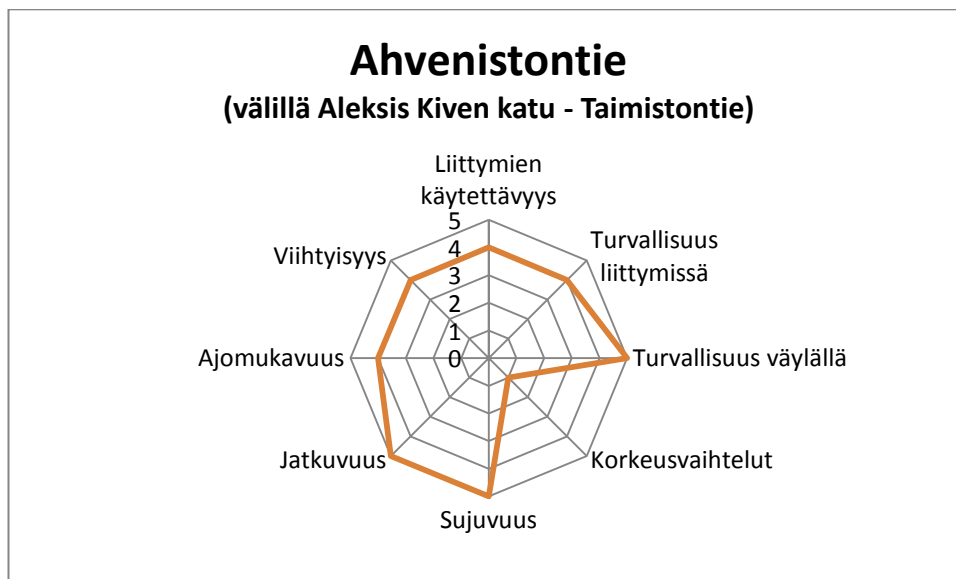 Ahvenistontie
(välillä Aleksis Kiven katu - Taimistontie)
Liittymien
käytettävyys
5
4
3
2
1
0
Turvallisuus
liittymissä
Turvallisuus väylällä
Korkeusvaihtelut
Sujuvuus
Jatkuvuus
Ajomukavuus
Viihtyisyys